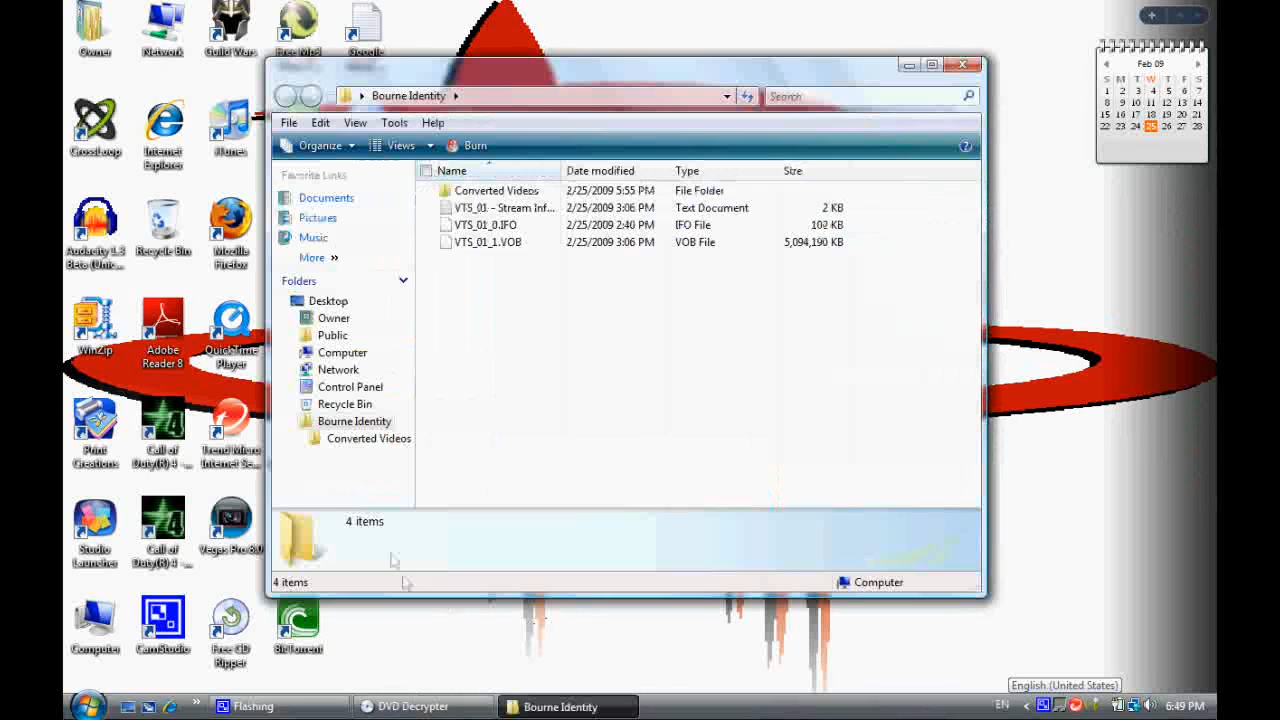 Owner Network Guild Wars Free Mp3 Google
Feb 09
S M T W T F S
1 2 3 4 5 6 7
8 9 10 11 12 13 14
15 16 17 18 19 20 21
22 23 24 25 26 27 28
Bourne Identity
Search
File Edit View Tools Help
Organize Views Burn
Favorite Links
Documents
Pictures
Music
More »
Folders
Desktop
Owner
Public
Computer
Network
Control Panel
Recycle Bin
Bourne Identity
Converted Videos
Name Date modified Type Size
Converted Videos 2/25/2009 5:55 PM File Folder
VTS_01 - Stream Inf... 2/25/2009 3:06 PM Text Document 2 KB
VTS_01_0.IFO 2/25/2009 2:40 PM IFO File 102 KB
VTS_01_1.VOB 2/25/2009 3:06 PM VOB File 5,094,190 KB
4 items
4 items Computer
CrossLoop Internet Explorer iTunes
Audacity 1.3 Beta (Unic... Recycle Bin Mozilla Firefox
WinZip Adobe Reader 8 QuickTime Player
Print Creations Call of Duty(R) 4 - ... Trend Micro Internet Se...
Studio Launcher Call of Duty(R) 4 - ... Vegas Pro 8.0
Computer CamStudio Free CD Ripper BitTorrent
English (United States)
Flashing DVD Decrypter Bourne Identity EN 6:49 PM